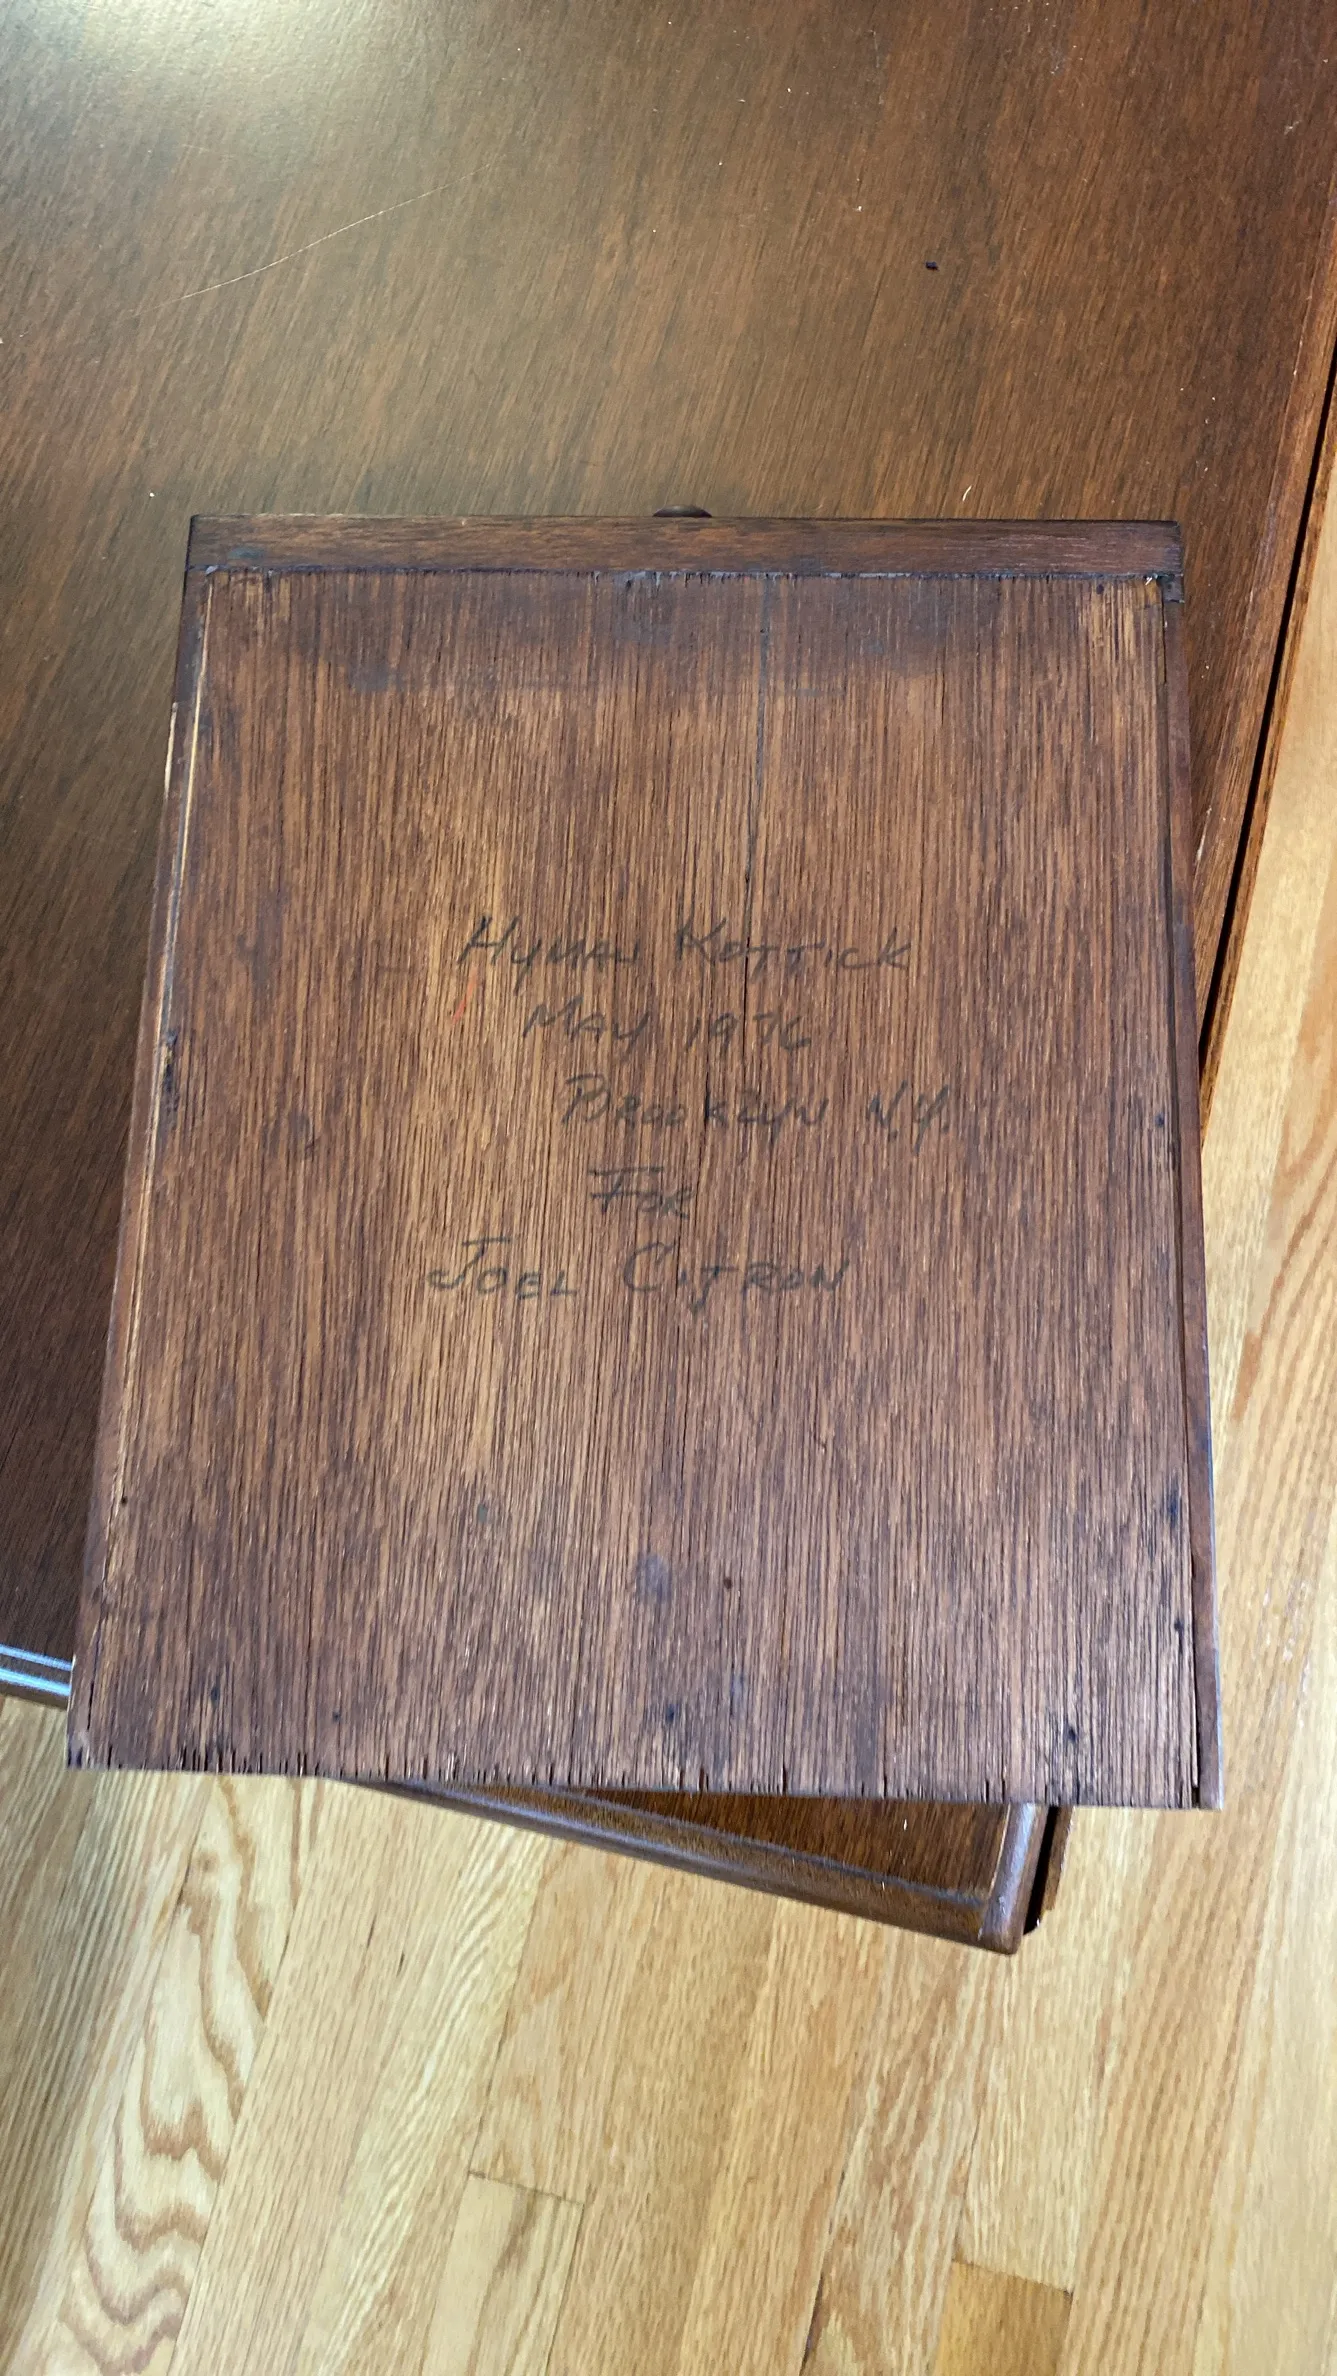 HYMAN KOTTICK
MAY 1976
BROOKLYN N.Y.
FOR
JOEL CITRON